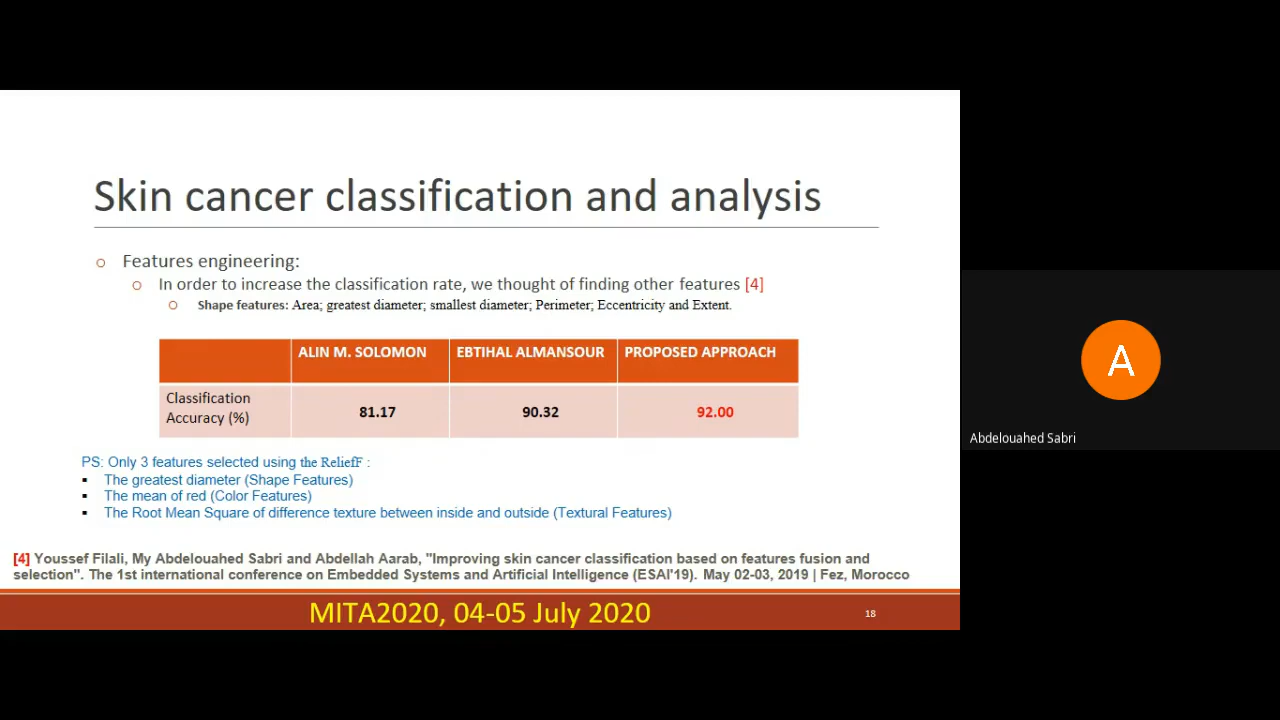 Skin cancer classification and analysis
Features engineering:
In order to increase the classification rate, we thought of finding other features [4]
Shape features: Area; greatest diameter; smallest diameter; Perimeter; Eccentricity and Extent.
ALIN M. SOLOMON EBTIHAL ALMANSOUR PROPOSED APPROACH
Classification
Accuracy (%)
81.17 90.32 92.00
PS: Only 3 features selected using the ReliefF :
The greatest diameter (Shape Features)
The mean of red (Color Features)
The Root Mean Square of difference texture between inside and outside (Textural Features)
[4] Youssef Filali, My Abdelouahed Sabri and Abdellah Aarab, "Improving skin cancer classification based on features fusion and
selection". The 1st international conference on Embedded Systems and Artificial Intelligence (ESAI'19). May 02-03, 2019 | Fez, Morocco
MITA2020, 04-05 July 2020
18
A
Abdelouahed Sabri